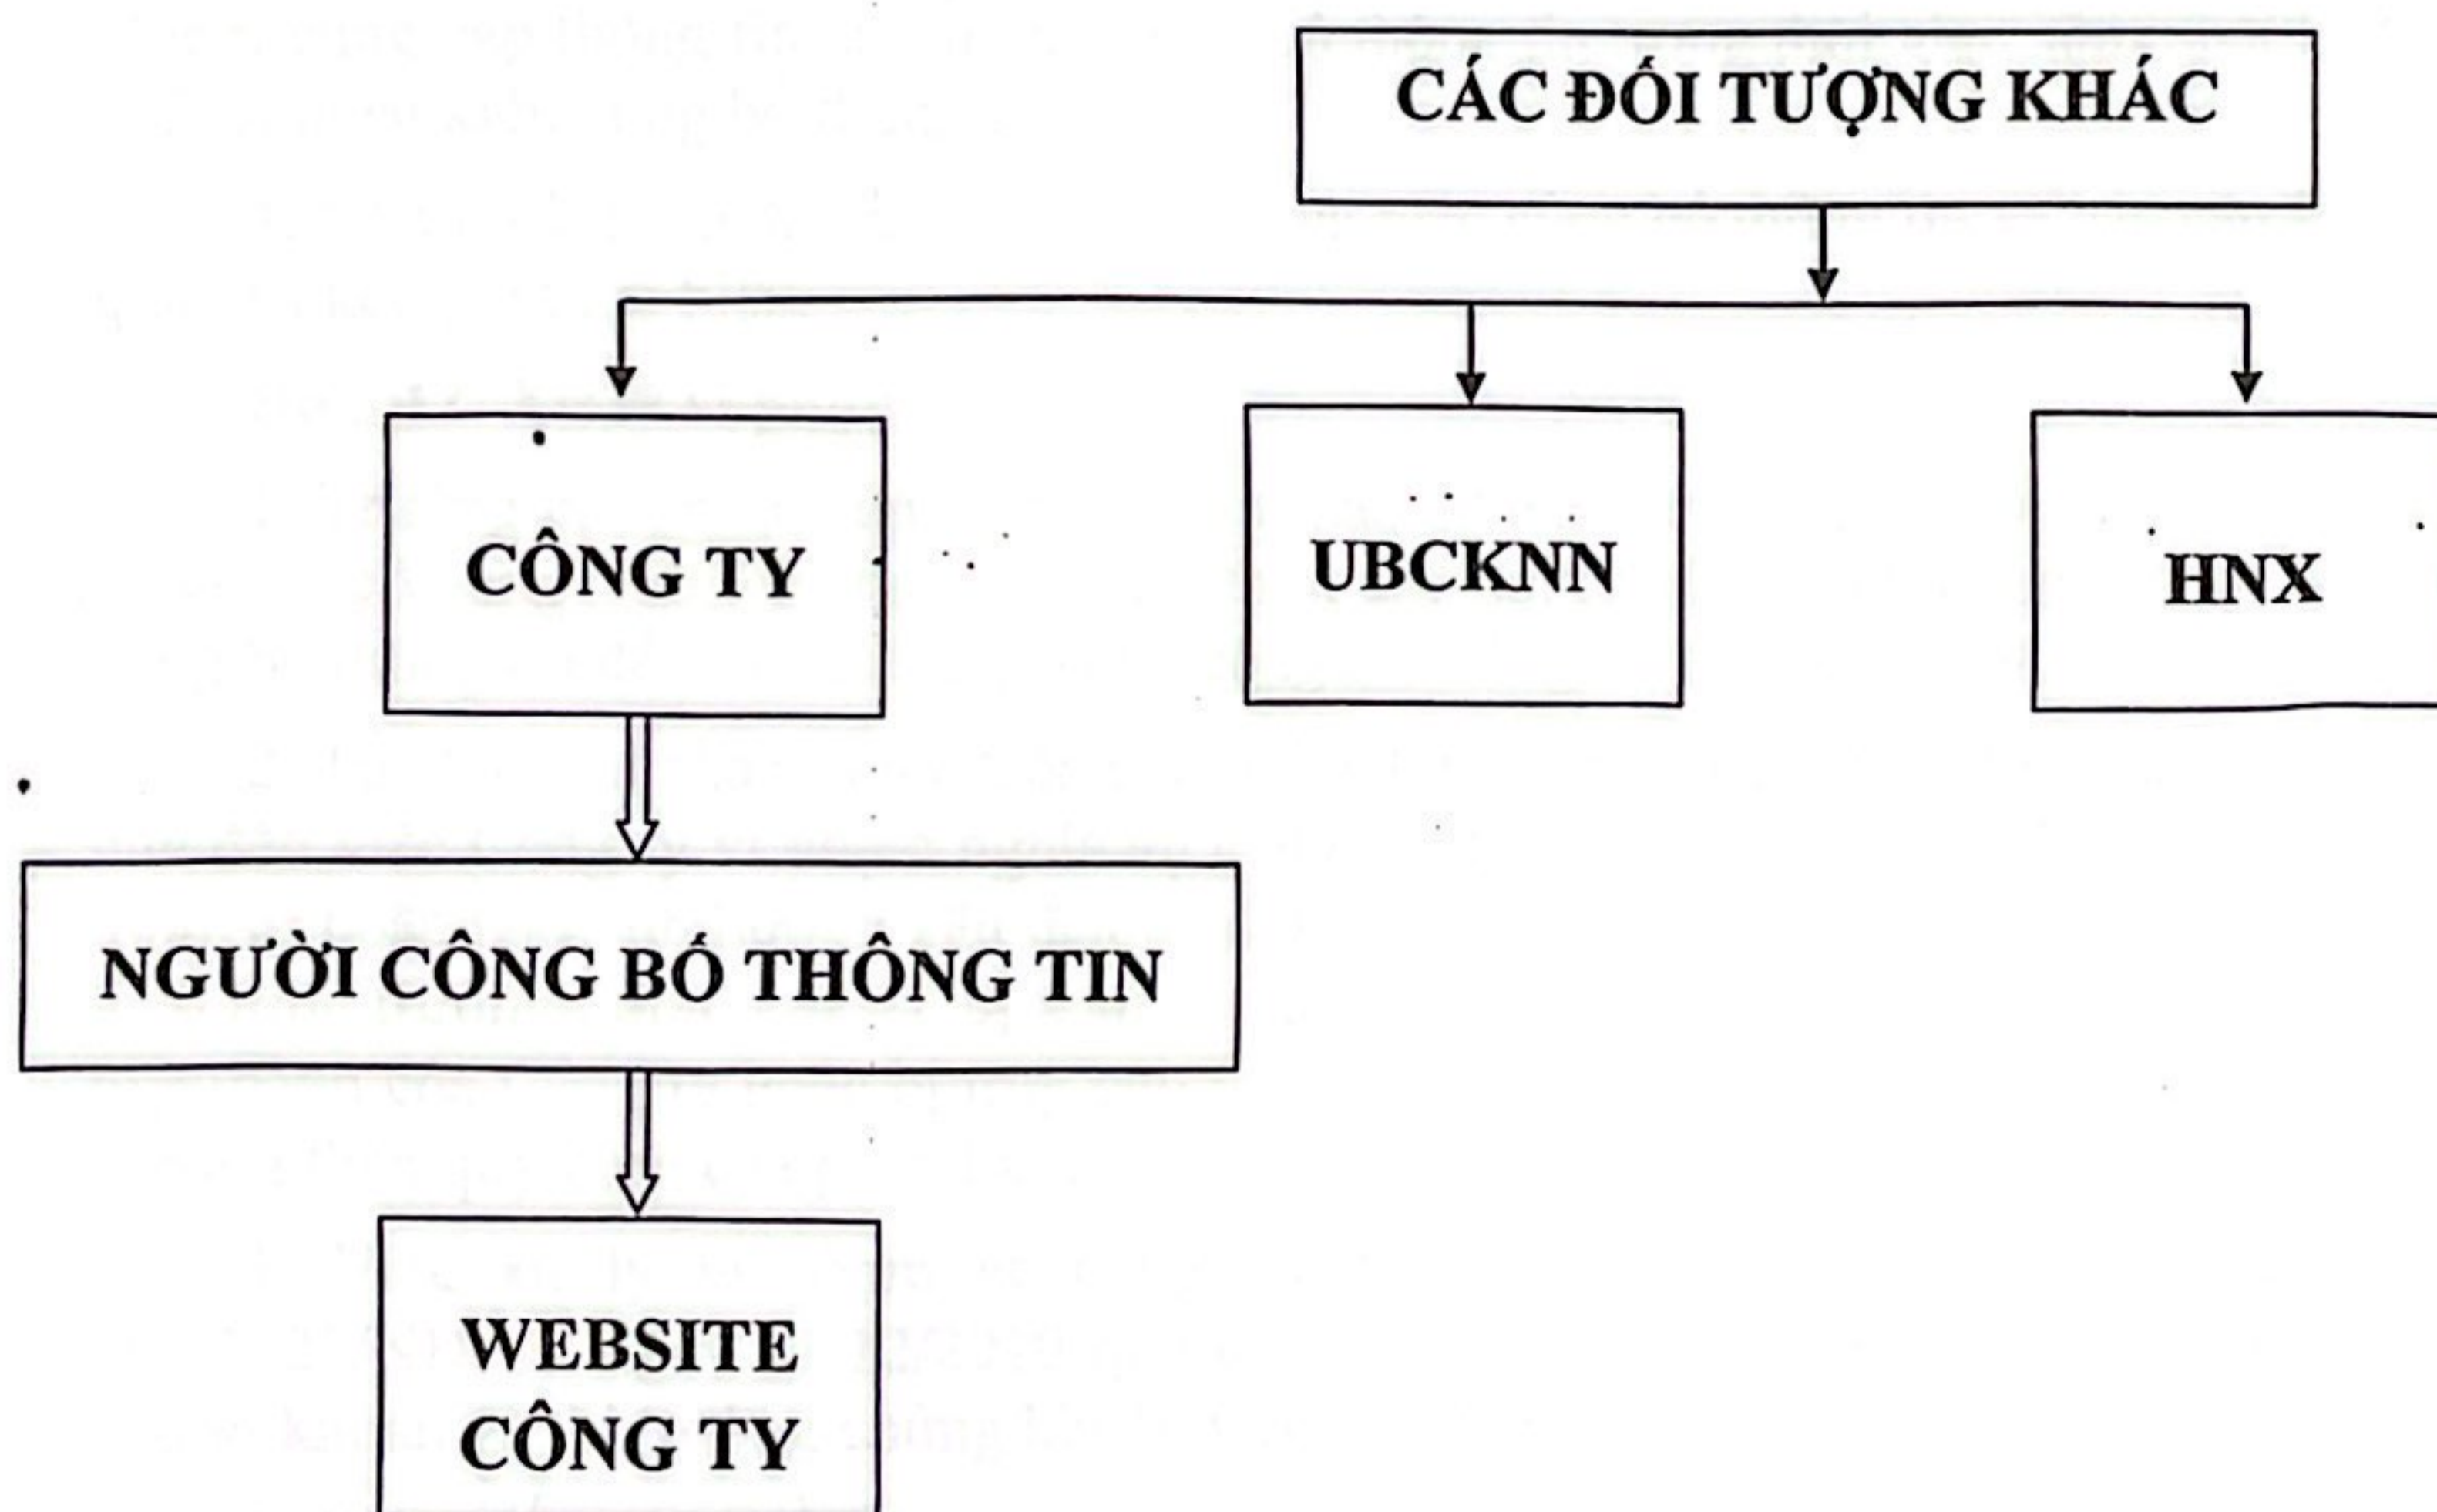 CÁC ĐỐI TƯỢNG KHÁC
CÔNG TY
UBCKNN
HNX
NGƯỜI CÔNG BỐ THÔNG TIN
WEBSITE
CÔNG TY